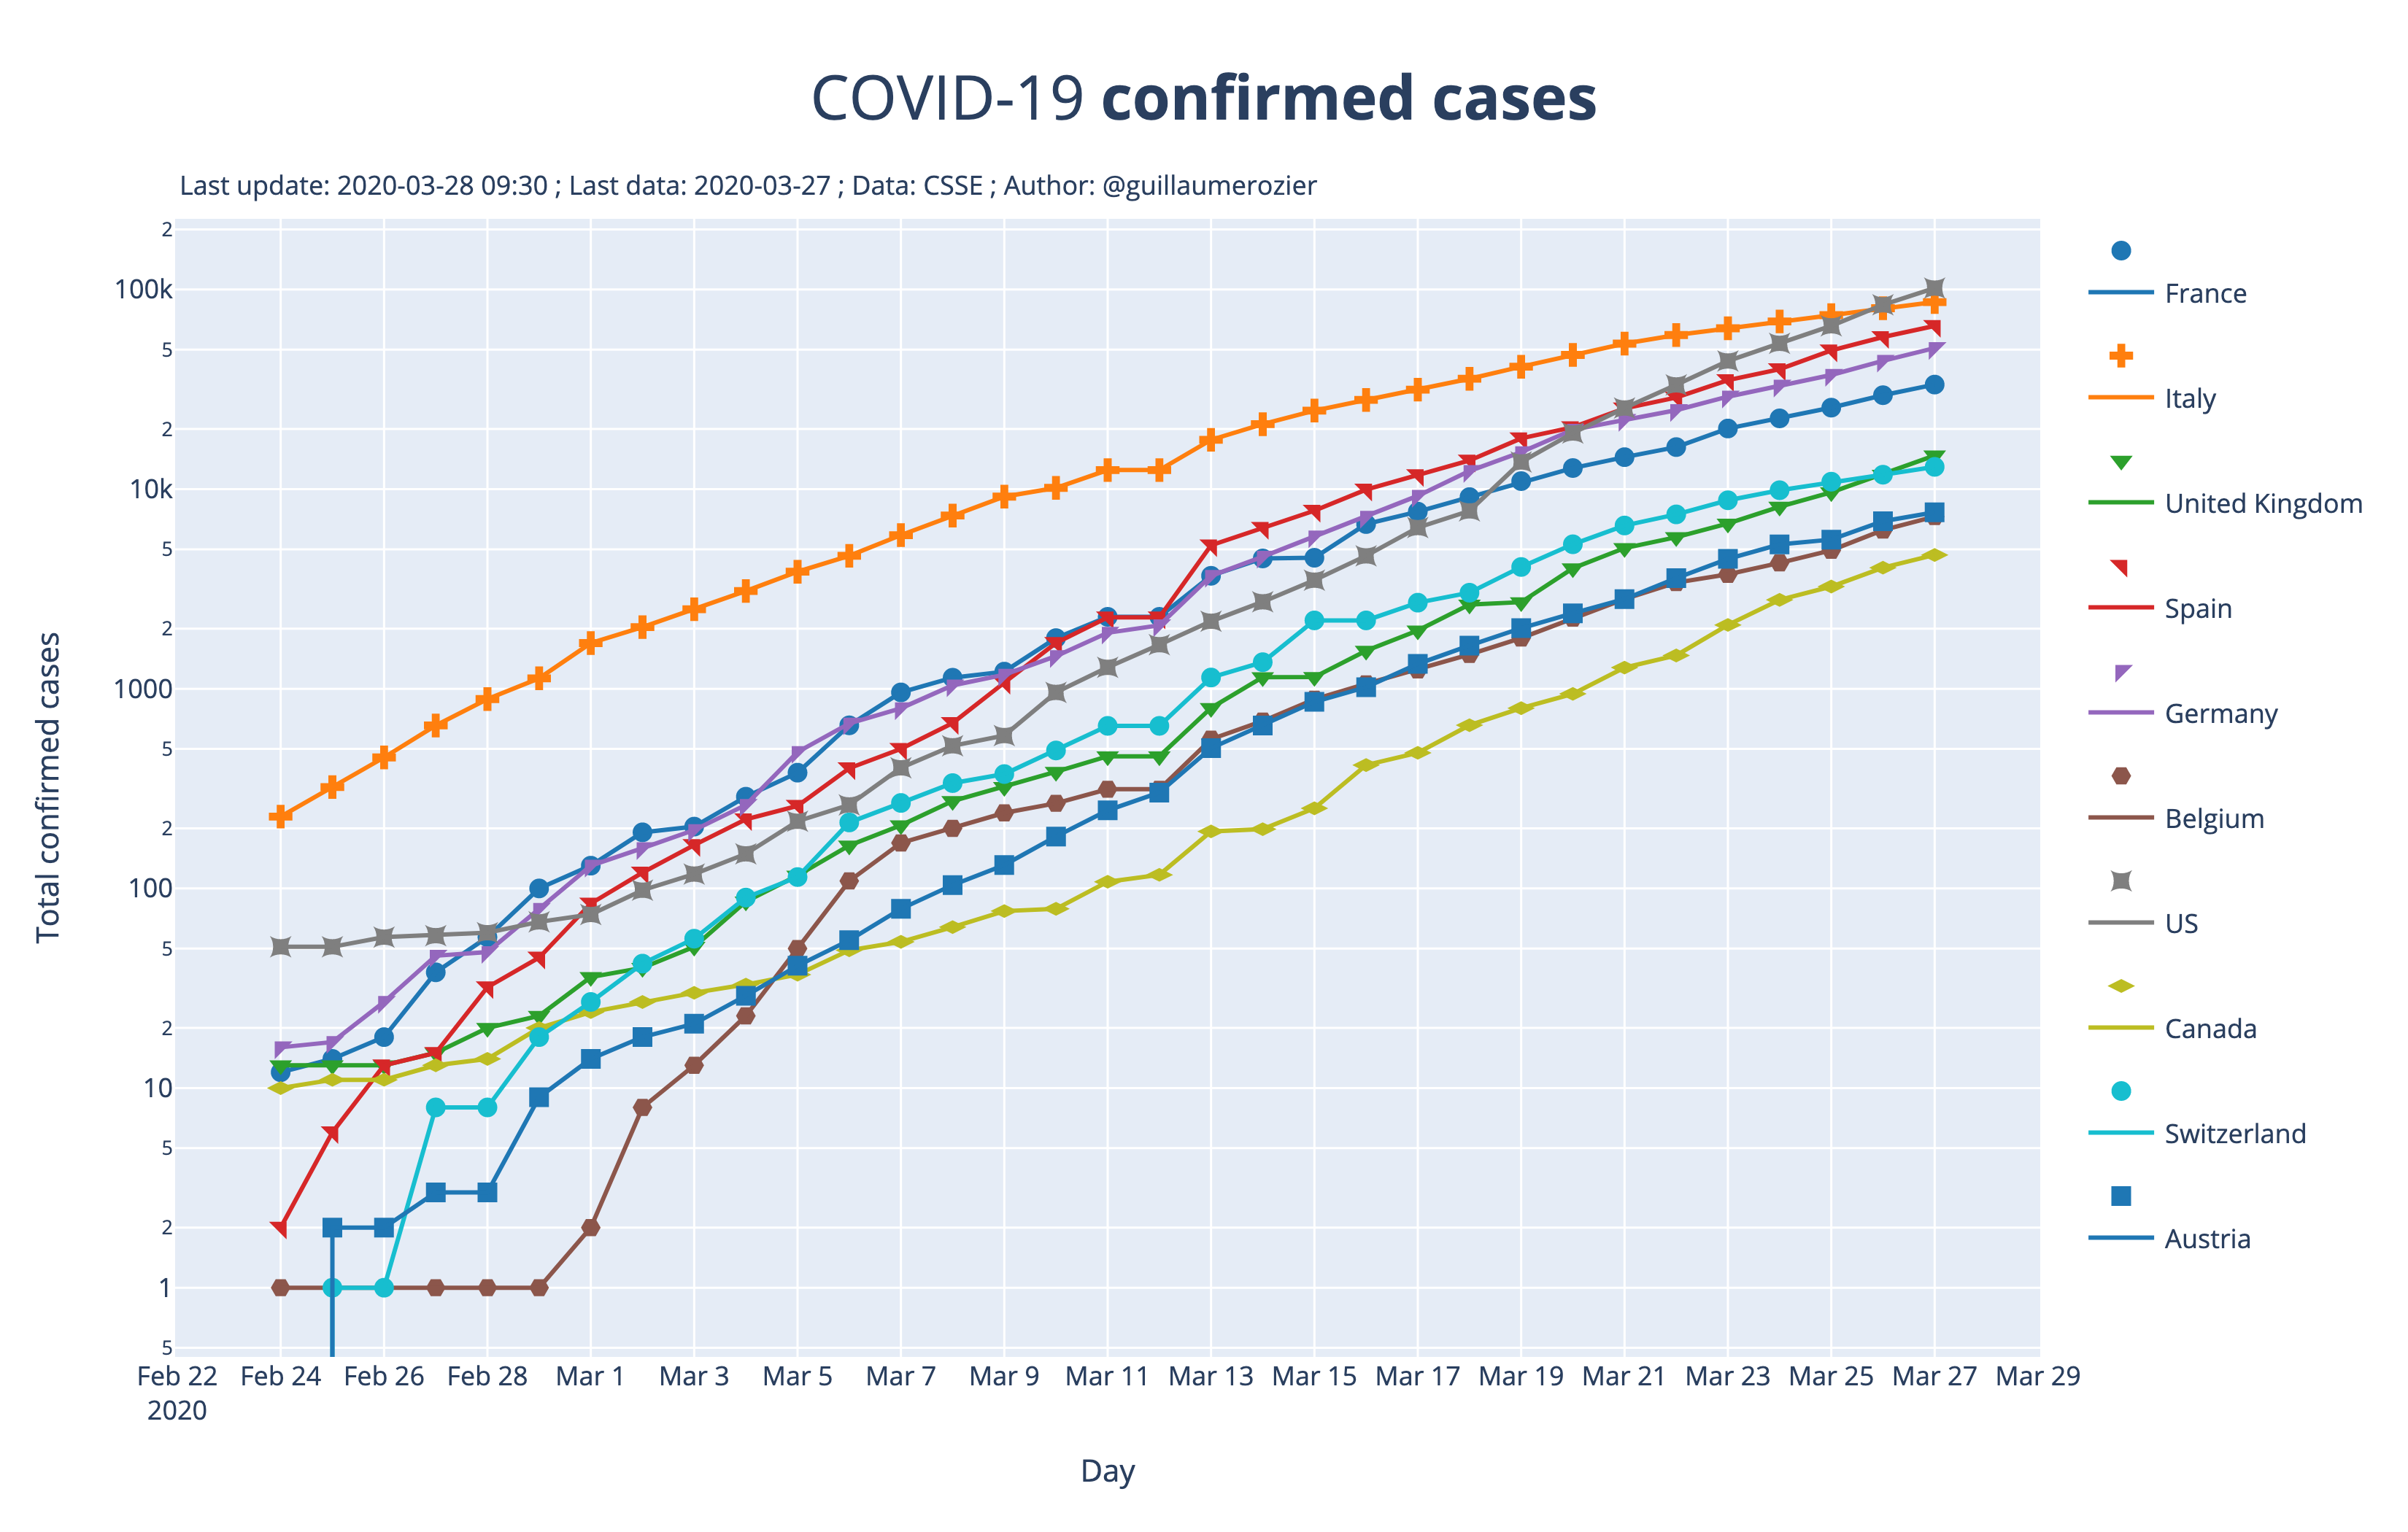 COVID-19 confirmed cases
Last update: 2020-03-28 09:30 ; Last data: 2020-03-27 ; Data: CSSE ; Author: @guillaumerozier
Total confirmed cases
2
100k
5
2
10k
5
2
1000
5
2
100
5
2
10
5
2
1
5
Feb 22 Feb 24 Feb 26 Feb 28 Mar 1 Mar 3 Mar 5 Mar 7 Mar 9 Mar 11 Mar 13 Mar 15 Mar 17 Mar 19 Mar 21 Mar 23 Mar 25 Mar 27 Mar 29
2020
Day
France
Italy
United Kingdom
Spain
Germany
Belgium
US
Canada
Switzerland
Austria